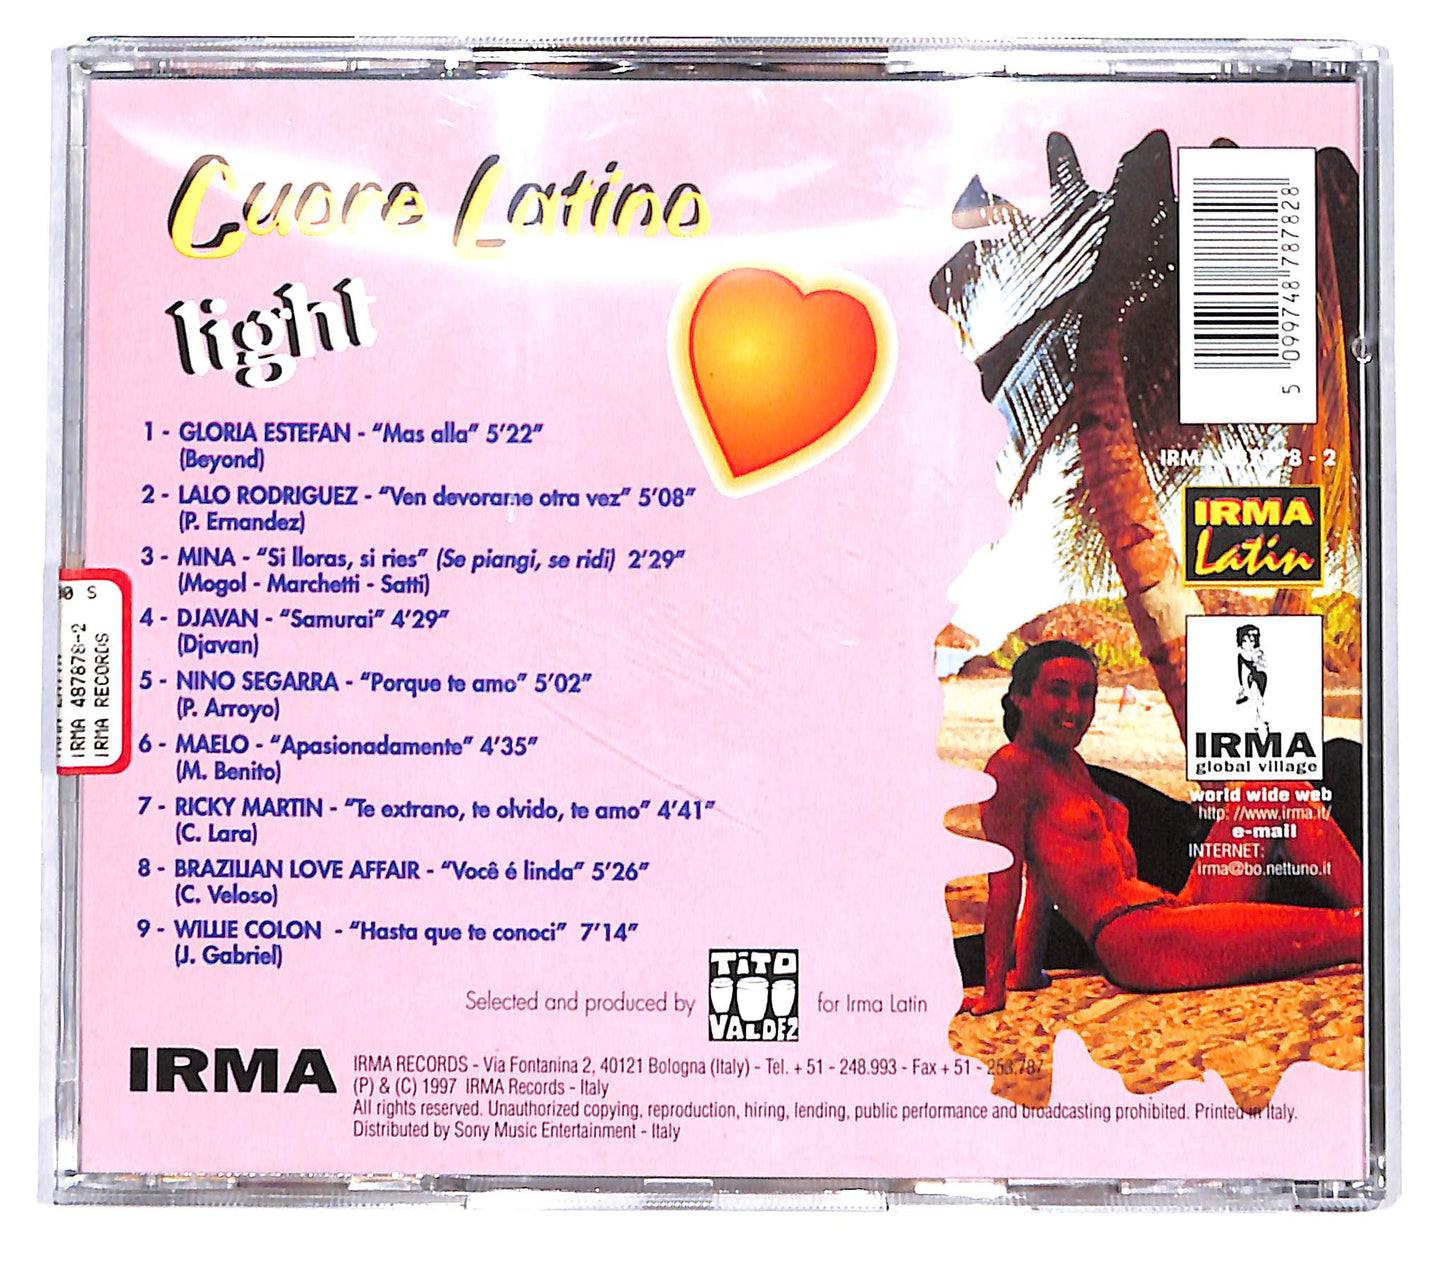 Cuore Latino
light
1 - GLORIA ESTEFAN - “Mas alla” 5’22”
(Beyond)
2 - LALO RODRIGUEZ - “Ven devorame otra vez” 5’08”
(P. Ernandez)
3 - MINA - “Si lloras, si ries” (Se piangi, se ridi) 2’29”
(Mogol - Marchetti - Satti)
4 - DJAVAN - “Samurai” 4’29”
(Djavan)
5 - NINO SEGARRA - “Porque te amo” 5’02”
(P. Arroyo)
6 - MAELO - “Apasionadamente” 4’35”
(M. Benito)
7 - RICKY MARTIN - “Te extrano, te olvido, te amo” 4’41”
(C. Lara)
8 - BRAZILIAN LOVE AFFAIR - “Você é linda” 5’26”
(C. Veloso)
9 - WILLIE COLON - “Hasta que te conoci” 7’14”
(J. Gabriel)
Selected and produced by
TiTO
VALDEZ
for Irma Latin
IRMA
IRMA RECORDS - Via Fontanina 2, 40121 Bologna (Italy) - Tel. + 51 - 248.993 - Fax + 51 - 253.787
(P) & (C) 1997 IRMA Records - Italy
All rights reserved. Unauthorized copying, reproduction, hiring, lending, public performance and broadcasting prohibited. Printed in Italy.
Distributed by Sony Music Entertainment - Italy
5 099748 787828
IRMA - 2
IRMA
Latin
IRMA
global village
world wide web
http: //www.irma.it/
e-mail
INTERNET:
irma@bo.nettuno.it
S
IRMA 487878-2
IRMA RECORDS